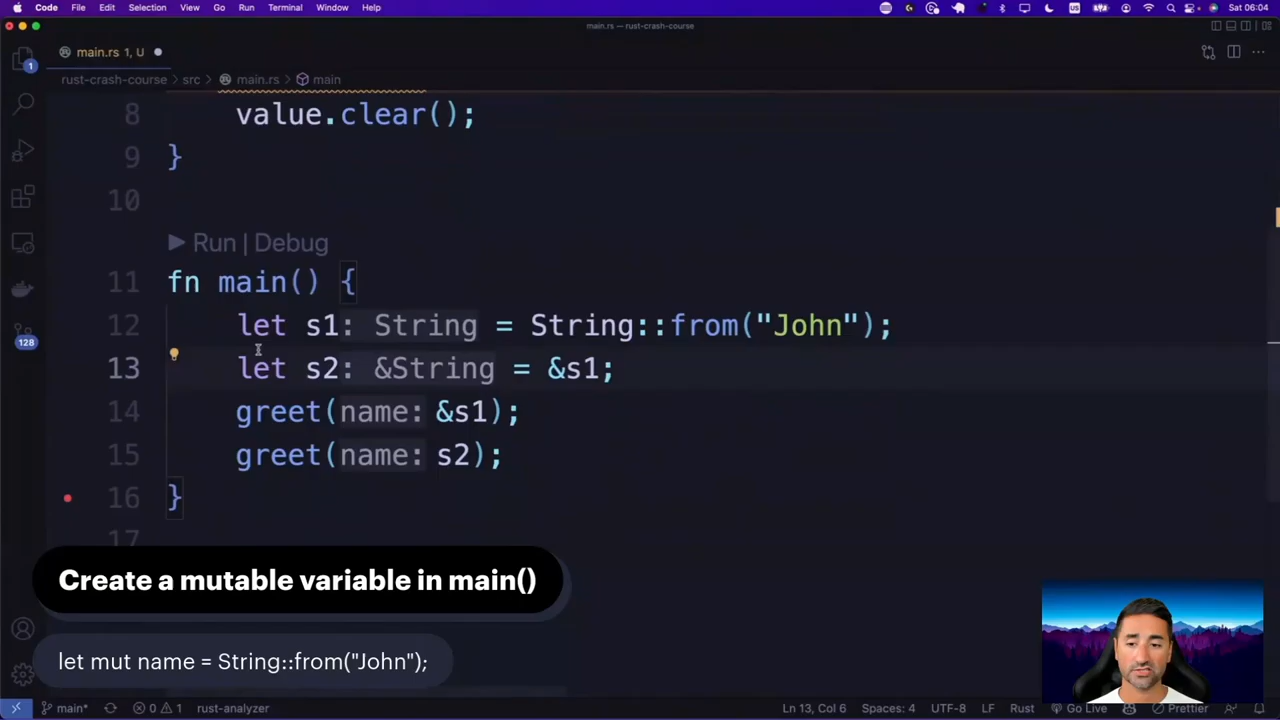 Code File Edit Selection View Go Run Terminal Window Help
Sat 06:04
main.rs — rust-crash-course
main.rs 1, U
rust-crash-course > src > main.rs > main
8 value.clear();
9 }
10
Run | Debug
11 fn main() {
12 let s1: String = String::from("John");
13 let s2: &String = &s1;
14 greet(name: &s1);
15 greet(name: s2);
16 }
17
1
128
Create a mutable variable in main()
let mut name = String::from("John");
main* 0 1 rust-analyzer Ln 13, Col 6 Spaces: 4 UTF-8 LF Rust Go Live Prettier